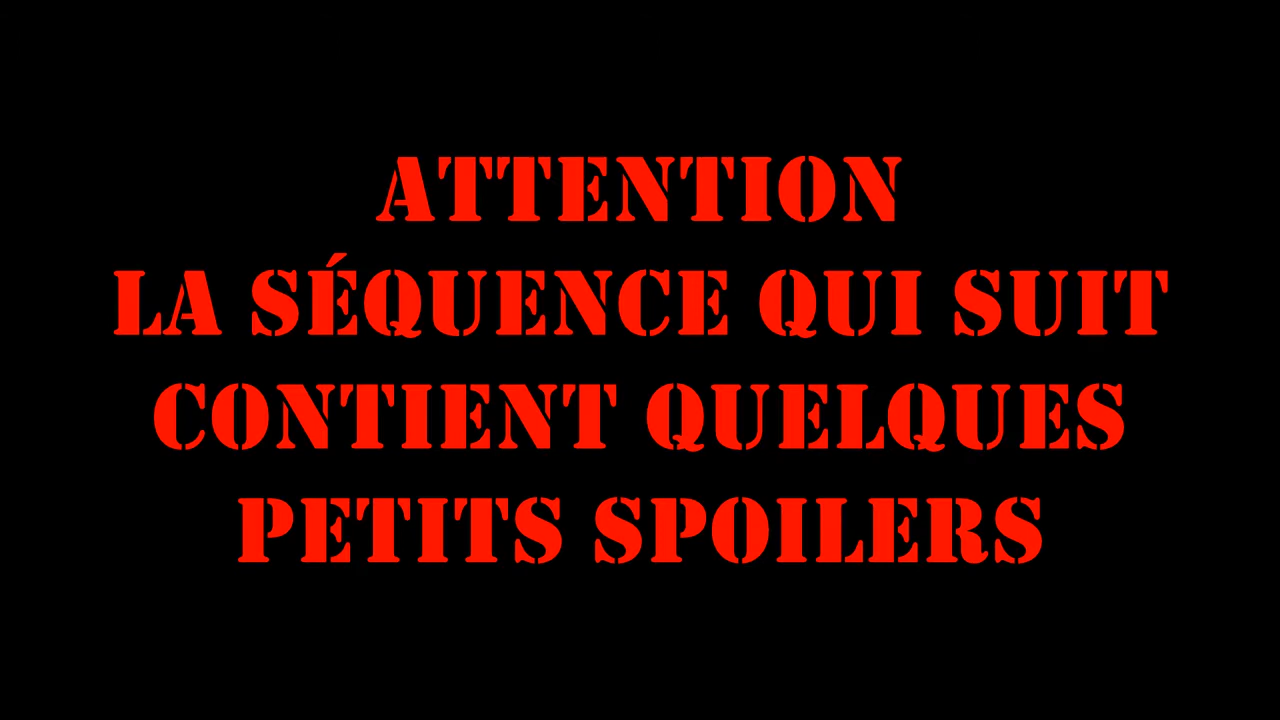 ATTENTION
LA SÉQUENCE QUI SUIT
CONTIENT QUELQUES
PETITS SPOILERS